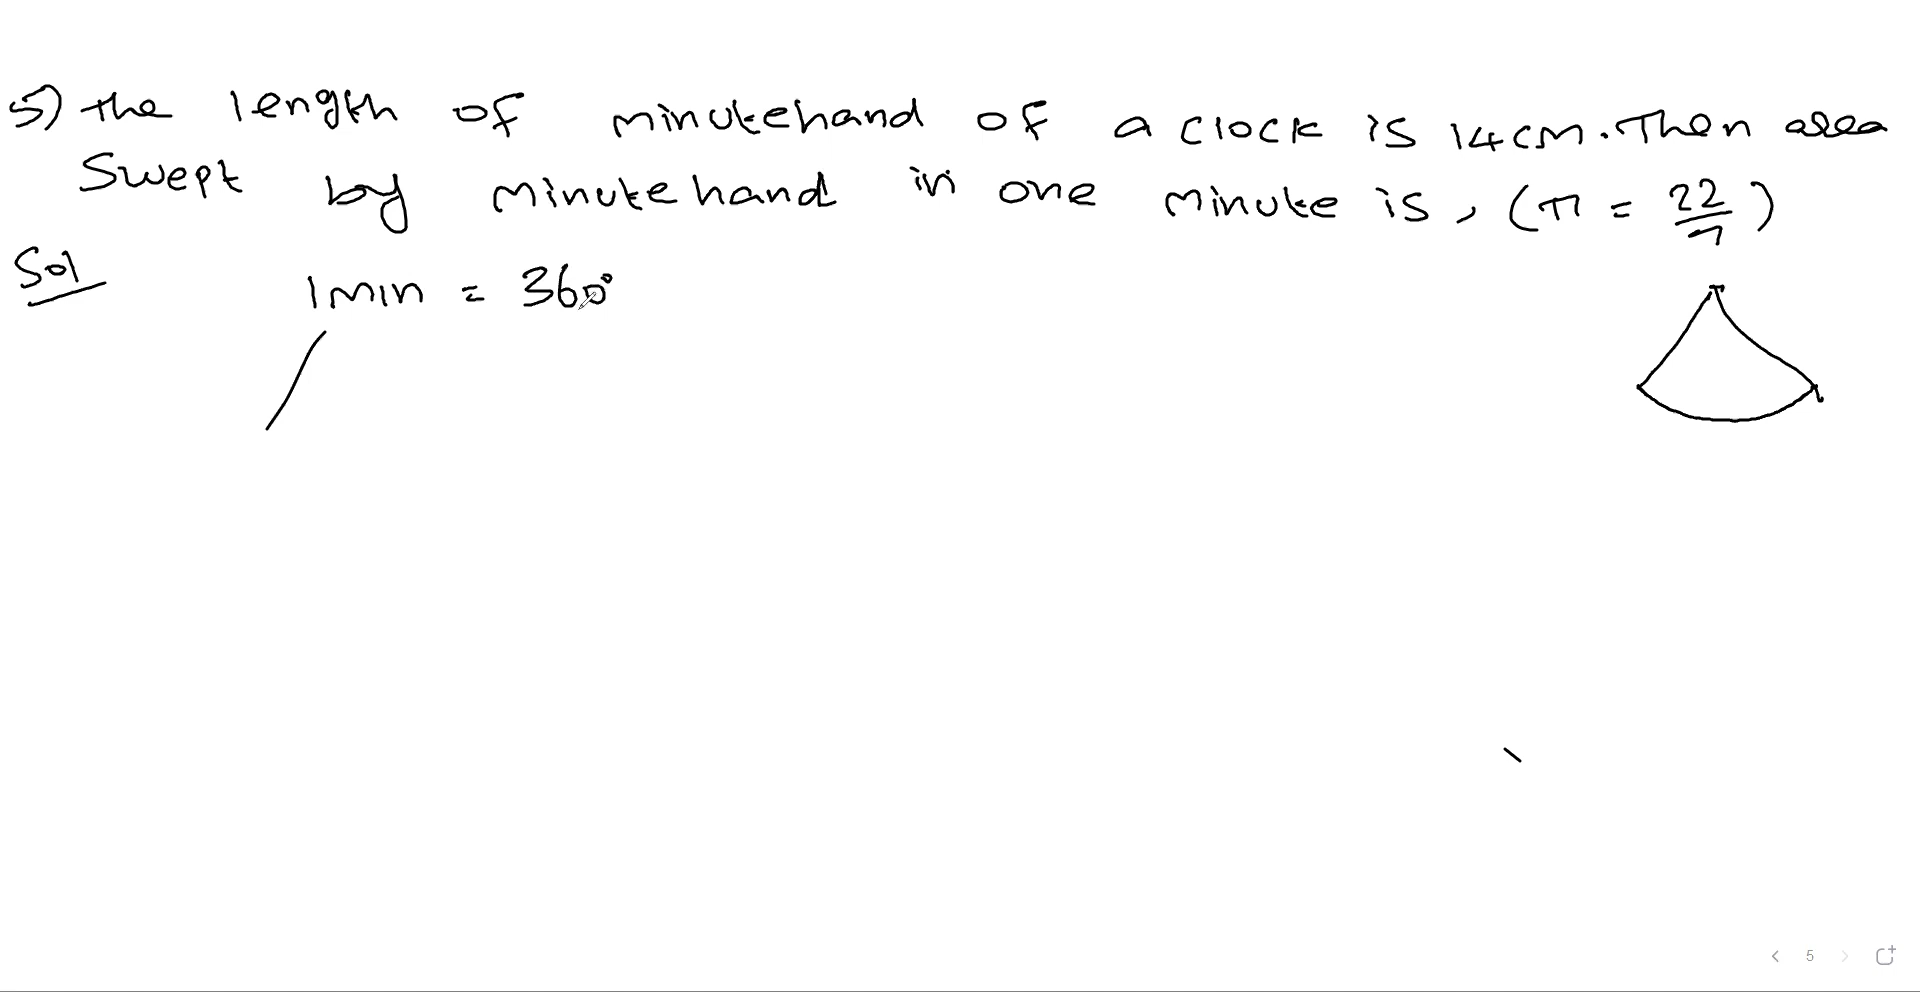 5) The length of minutehand of a clock is 14cm. Then area
Swept by minutehand in one minute is, (π = 22/7)
Sol
1min = 360°
5